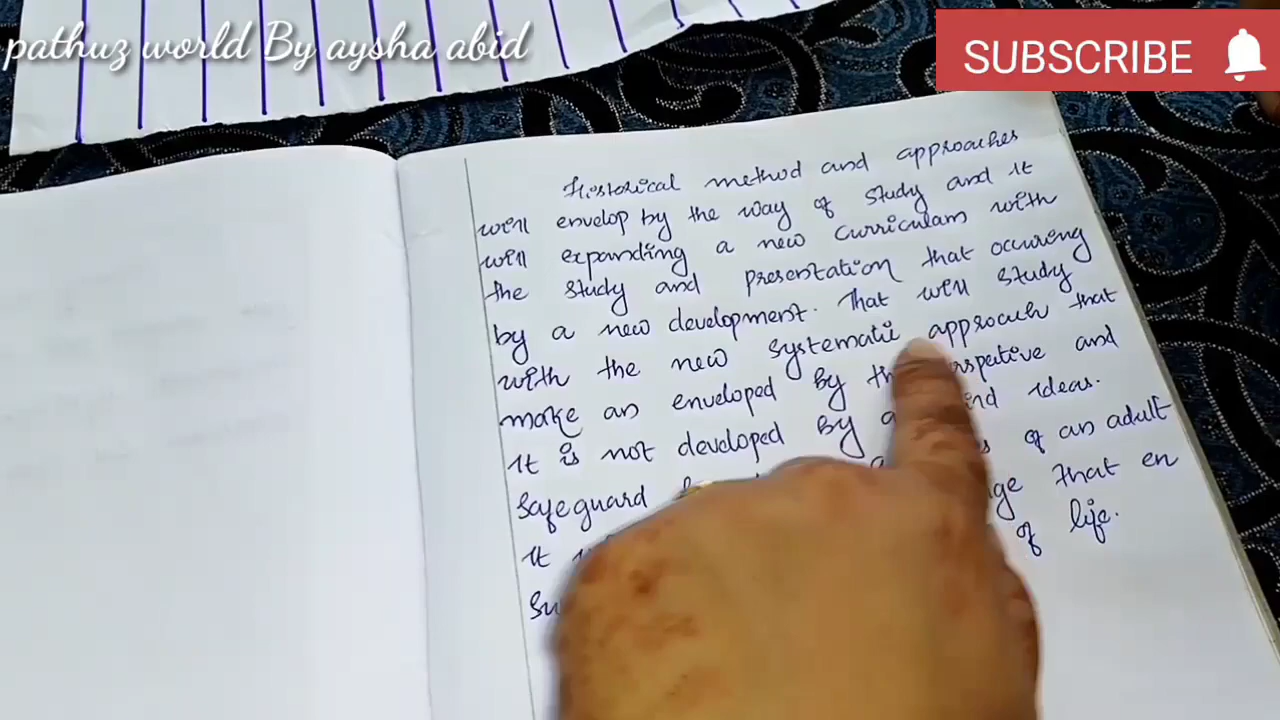 pathuz world By aysha abid
SUBSCRIBE
Historical method and approaches
will envelop by the way of study and it
will expanding a new curriculam with
the study and presentation that occuring
by a new development. That will study
with the new systematic approach that
make an enveloped by and
It is not developed by ideas.
Safeguard of an adult
It that en
of life.